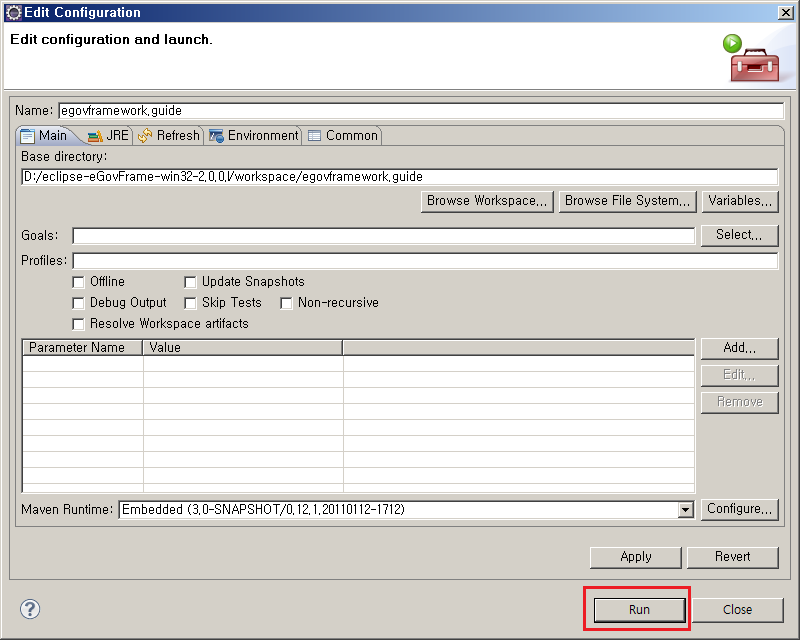 Edit Configuration
Edit configuration and launch.
Name: egovframework.guide
Main JRE Refresh Environment Common
Base directory:
D:/eclipse-eGovFrame-win32-2.0.0.1/workspace/egovframework.guide
Browse Workspace... Browse File System... Variables...
Goals: Select...
Profiles:
Offline Update Snapshots
Debug Output Skip Tests Non-recursive
Resolve Workspace artifacts
Parameter Name Value Add...
Edit...
Remove
Maven Runtime: Embedded (3.0-SNAPSHOT/0.12.1.20110112-1712) Configure...
Apply Revert
Run Close